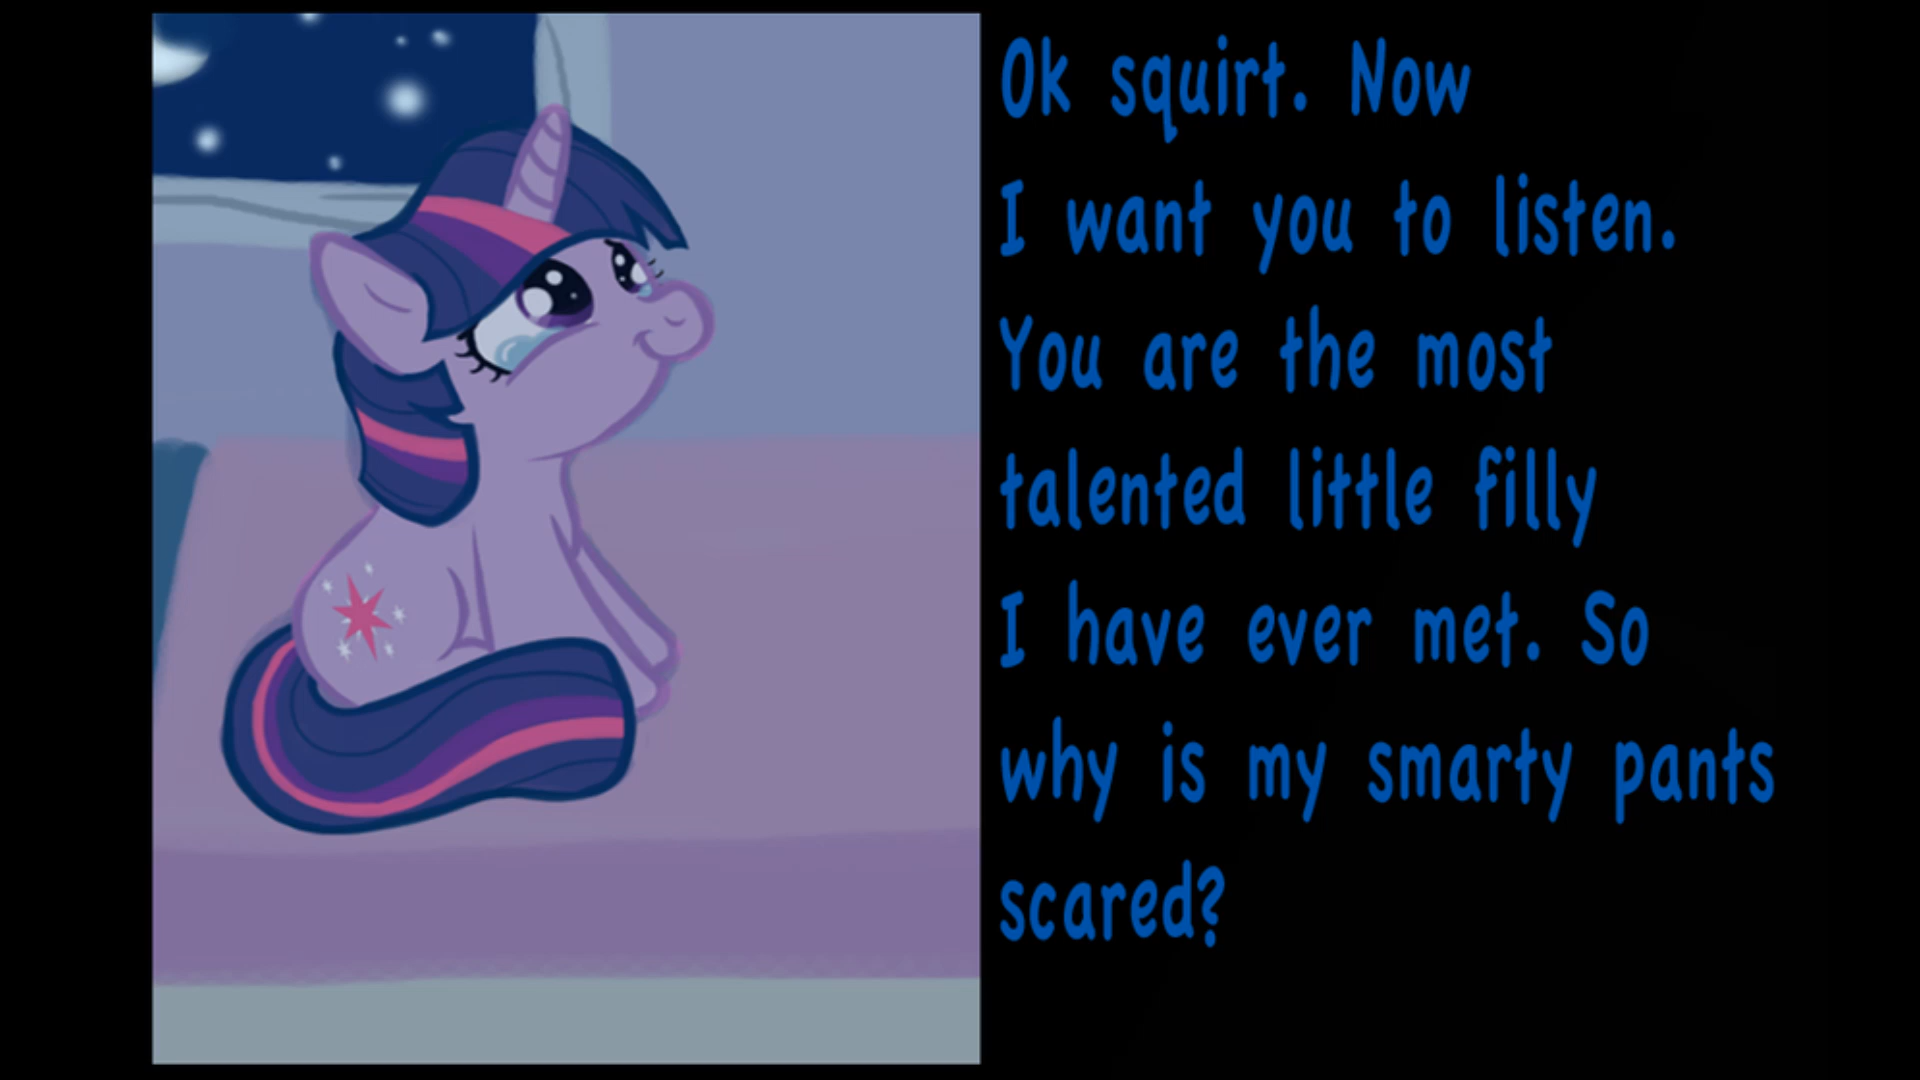 Ok squirt. Now
I want you to listen.
You are the most
talented little filly
I have ever met. So
why is my smarty pants
scared?